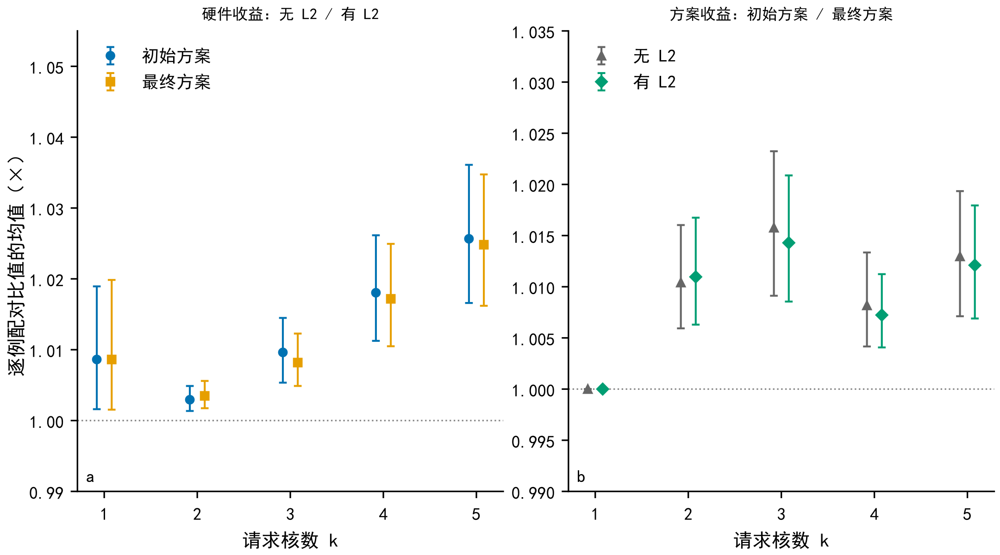 硬件收益：无 L2 / 有 L2
初始方案
最终方案
1.05
1.04
1.03
1.02
1.01
1.00
0.99
逐例配对比值的均值（×）
a
1 2 3 4 5
请求核数 k
方案收益：初始方案 / 最终方案
无 L2
有 L2
1.035
1.030
1.025
1.020
1.015
1.010
1.005
1.000
0.995
0.990
b
1 2 3 4 5
请求核数 k